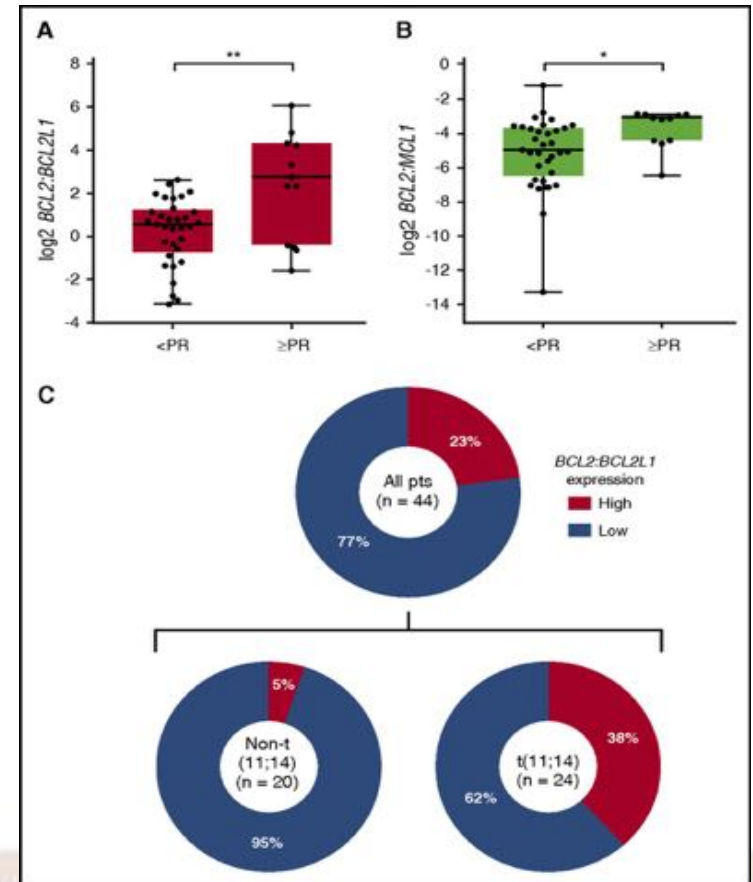 A
B
**
*
8
6
4
2
0
-2
-4
log2 BCL2:BCL2L1
<PR
≥PR
0
-2
-4
-6
-8
-10
-12
-14
log2 BCL2:MCL1
<PR
≥PR
C
23%
All pts
(n = 44)
77%
BCL2:BCL2L1
expression
High
Low
5%
Non-t
(11;14)
(n = 20)
95%
38%
t(11;14)
(n = 24)
62%